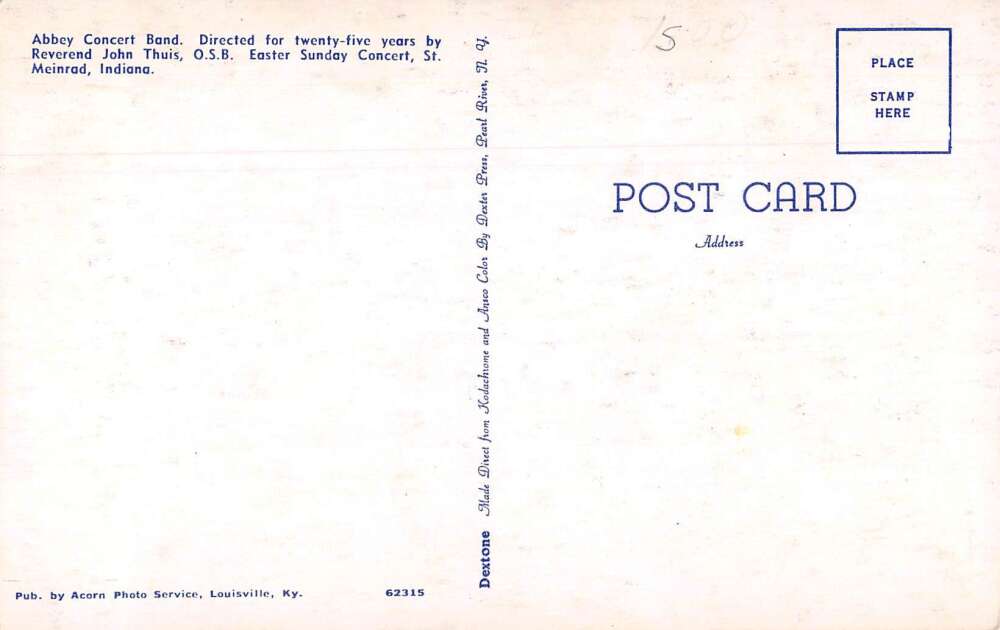 Abbey Concert Band. Directed for twenty-five years by
Reverend John Thuis, O.S.B. Easter Sunday Concert, St.
Meinrad, Indiana.
Pub. by Acorn Photo Service, Louisville, Ky.
62315
Dextone Made Direct from Kodachrome and Ansco Color By Dexter Press, Pearl River, N. Y.
PLACE
STAMP
HERE
POST CARD
Address